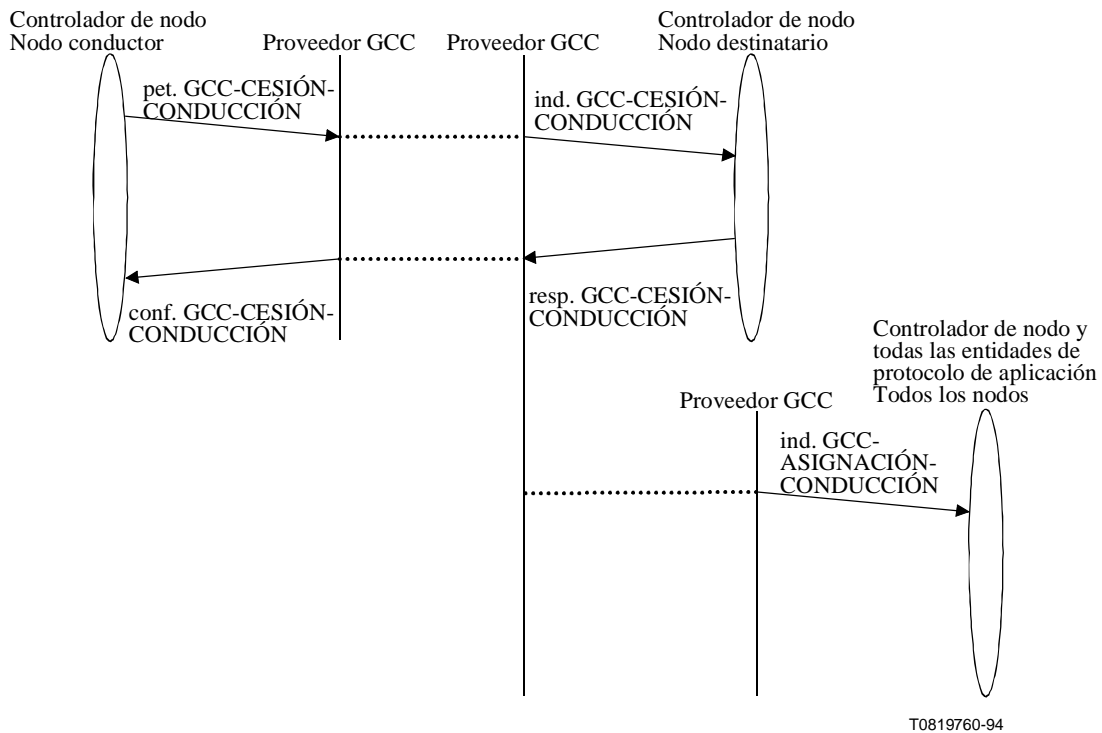 Controlador de nodo
Nodo conductor
Proveedor GCC
Proveedor GCC
Controlador de nodo
Nodo destinatario
pet. GCC-CESIÓN-
CONDUCCIÓN
ind. GCC-CESIÓN-
CONDUCCIÓN
conf. GCC-CESIÓN-
CONDUCCIÓN
resp. GCC-CESIÓN-
CONDUCCIÓN
Controlador de nodo y
todas las entidades de
protocolo de aplicación
Todos los nodos
Proveedor GCC
ind. GCC-
ASIGNACIÓN-
CONDUCCIÓN
T0819760-94